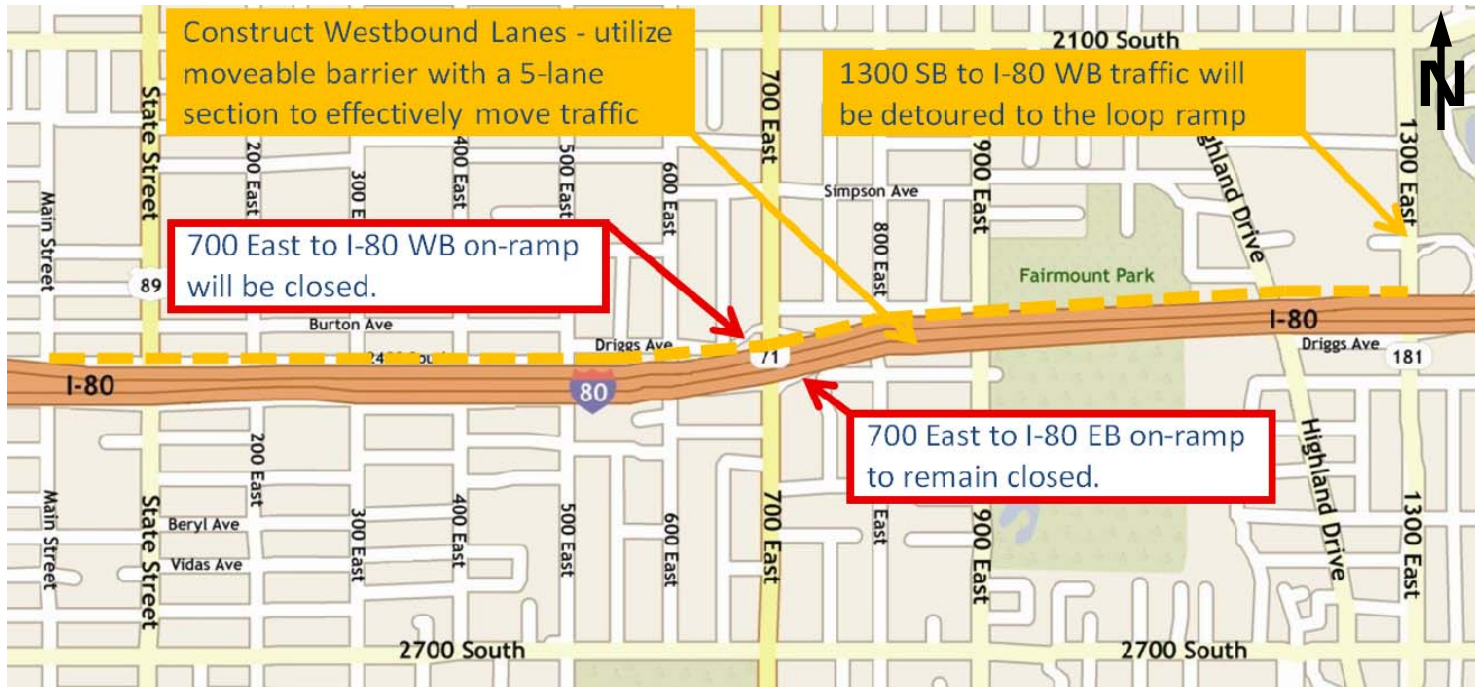 Construct Westbound Lanes - utilize
moveable barrier with a 5-lane
section to effectively move traffic
2100 South
1300 SB to I-80 WB traffic will
be detoured to the loop ramp
N
State Street
700 East
1300 East
Main Street
200 East
400 East
500 East
600 East
900 East
800 East
Simpson Ave
Highland Drive
700 East to I-80 WB on-ramp
will be closed.
89
Fairmount Park
Burton Ave
Driggs Ave
71
I-80
Driggs Ave
181
I-80
80
700 East to I-80 EB on-ramp
to remain closed.
200 East
Main Street
State Street
300 East
400 East
500 East
600 East
700 East
900 East
Highland Drive
1300 East
Beryl Ave
Vidas Ave
2700 South
2700 South